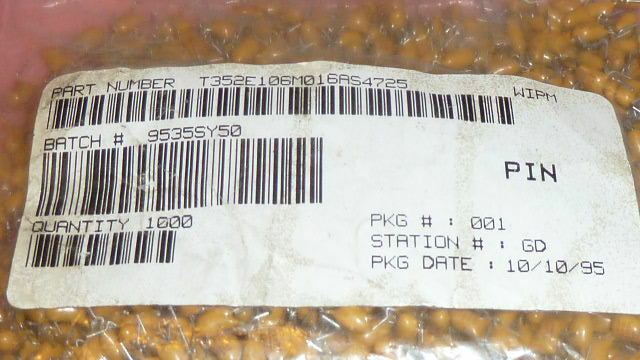 PART NUMBER T352E106M016AS4725
WIPM
BATCH # 9535SY50
PIN
QUANTITY 1000
PKG # : 001
STATION # : GD
PKG DATE : 10/10/95